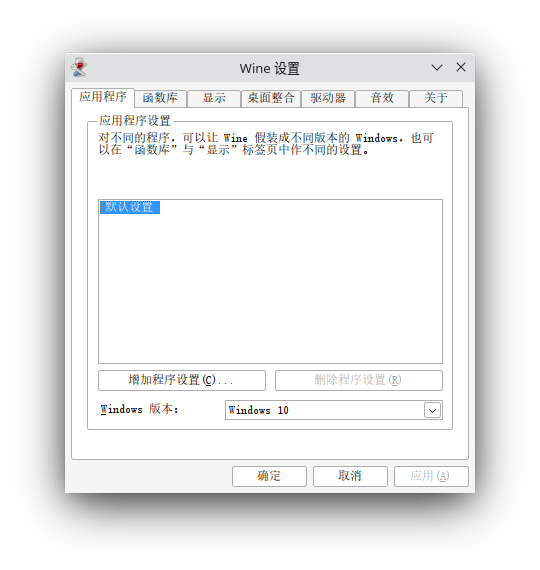 Wine 设置
应用程序 函数库 显示 桌面整合 驱动器 音效 关于
应用程序设置
对不同的程序，可以让 Wine 假装成不同版本的 Windows，也可
以在“函数库”与“显示”标签页中作不同的设置。
默认设置
增加程序设置(C)... 删除程序设置(R)
Windows 版本： Windows 10
确定 取消 应用(A)